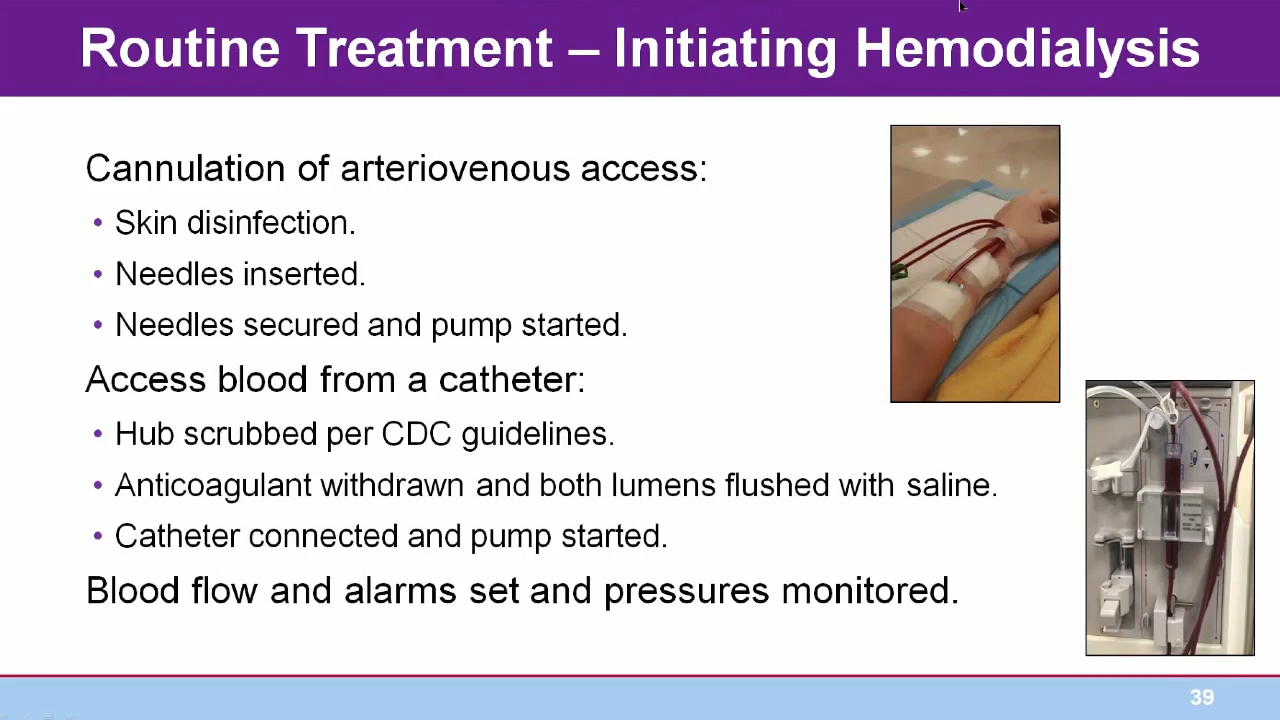 Routine Treatment – Initiating Hemodialysis
Cannulation of arteriovenous access:
• Skin disinfection.
• Needles inserted.
• Needles secured and pump started.
Access blood from a catheter:
• Hub scrubbed per CDC guidelines.
• Anticoagulant withdrawn and both lumens flushed with saline.
• Catheter connected and pump started.
Blood flow and alarms set and pressures monitored.
39